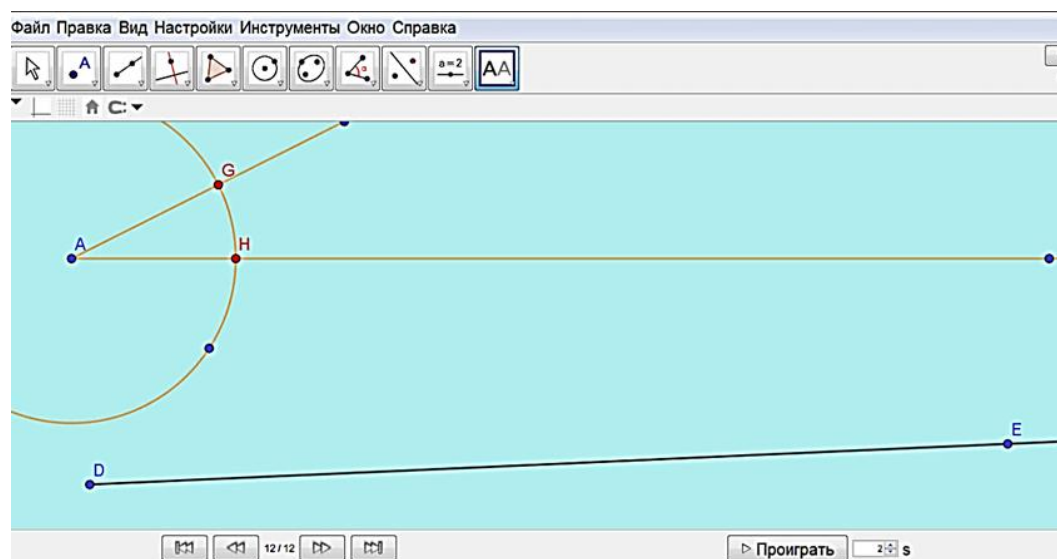 Файл Правка Вид Настройки Инструменты Окно Справка
A a=2 AA
G
A H
E
D
12 / 12 Проиграть 2 s